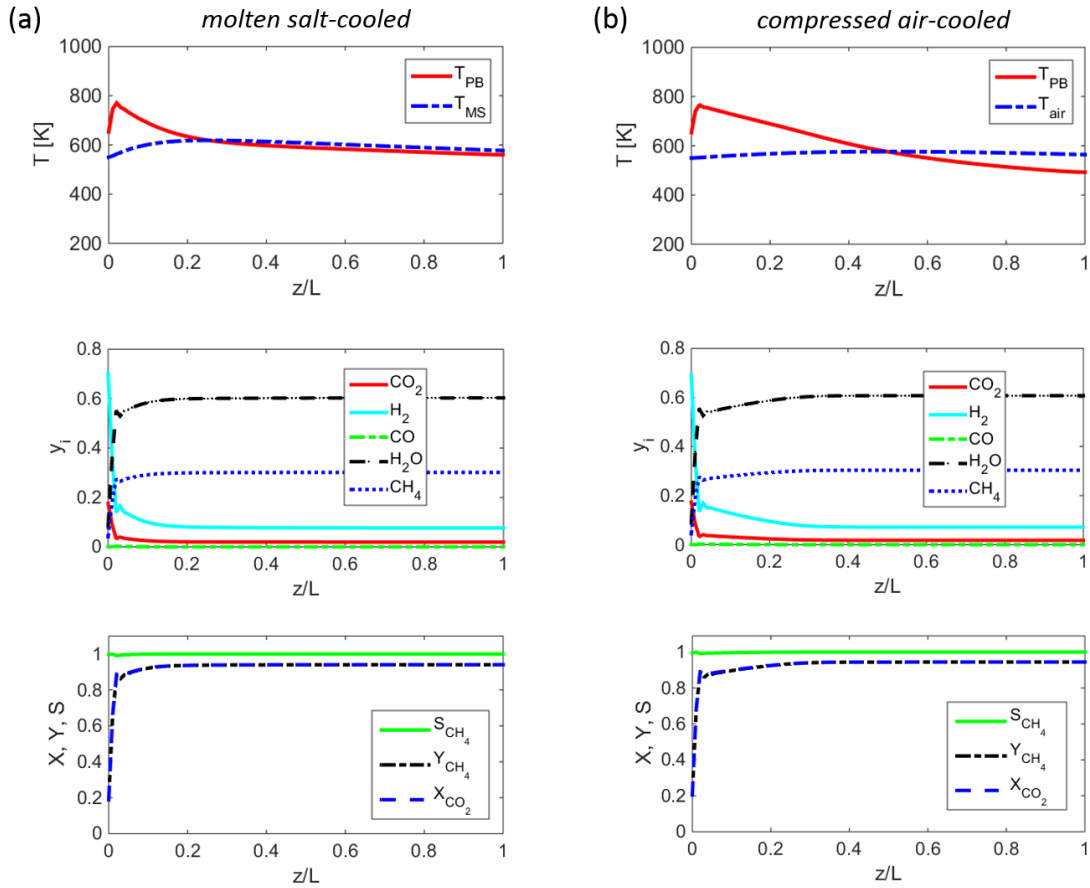 (a) molten salt-cooled
1000
800
600
400
200
T [K]
0 0.2 0.4 0.6 0.8 1
z/L
T_PB
T_MS
(b) compressed air-cooled
1000
800
600
400
200
T [K]
0 0.2 0.4 0.6 0.8 1
z/L
T_PB
T_air
0.8
0.6
0.4
0.2
0
y_i
0 0.2 0.4 0.6 0.8 1
z/L
CO_2
H_2
CO
H_2O
CH_4
0.8
0.6
0.4
0.2
0
y_i
0 0.2 0.4 0.6 0.8 1
z/L
CO_2
H_2
CO
H_2O
CH_4
1
0.8
0.6
0.4
0.2
0
X, Y, S
0 0.2 0.4 0.6 0.8 1
z/L
S_CH_4
Y_CH_4
X_CO_2
1
0.8
0.6
0.4
0.2
0
X, Y, S
0 0.2 0.4 0.6 0.8 1
z/L
S_CH_4
Y_CH_4
X_CO_2